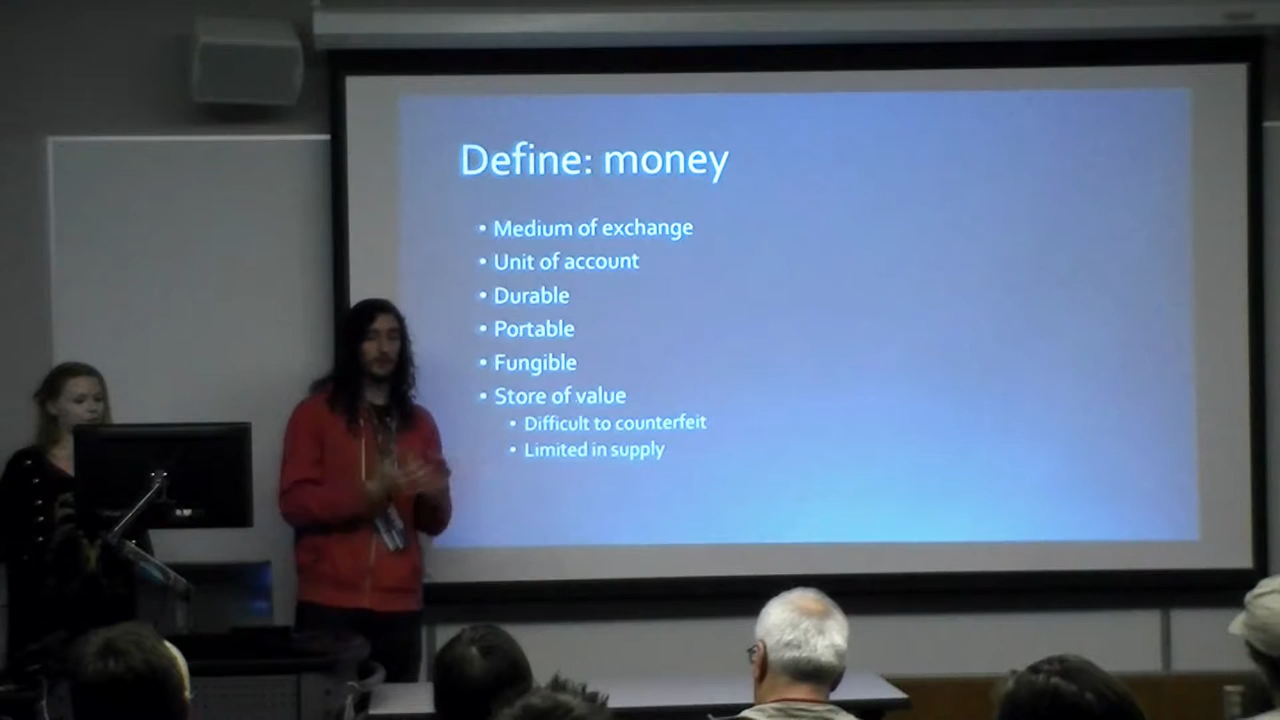 Define: money
• Medium of exchange
• Unit of account
• Durable
• Portable
• Fungible
• Store of value
• Difficult to counterfeit
• Limited in supply